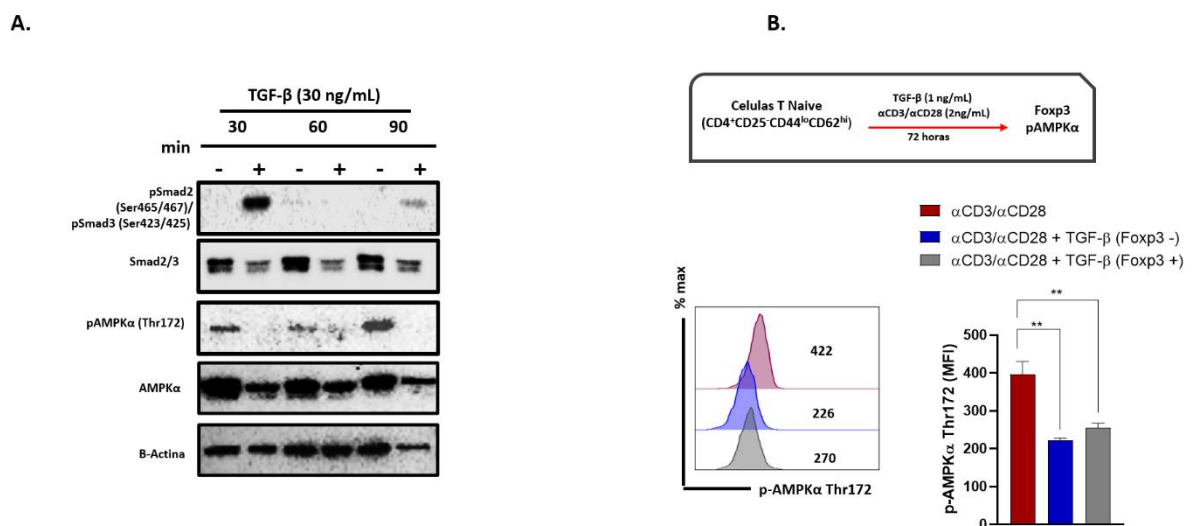 A.
TGF-β (30 ng/mL)
30 60 90
min
- + - + - +
pSmad2
(Ser465/467)/
pSmad3 (Ser423/425)
Smad2/3
pAMPKα (Thr172)
AMPKα
B-Actina
B.
Celulas T Naive
(CD4⁺CD25⁻CD44ˡᵒCD62ʰⁱ)
TGF-β (1 ng/mL)
αCD3/αCD28 (2ng/mL)
72 horas
Foxp3
pAMPKα
αCD3/αCD28
αCD3/αCD28 + TGF-β (Foxp3 -)
αCD3/αCD28 + TGF-β (Foxp3 +)
% max
422
226
270
p-AMPKα Thr172
p-AMPKα Thr172 (MFI)
500
400
300
200
100
0
**
**